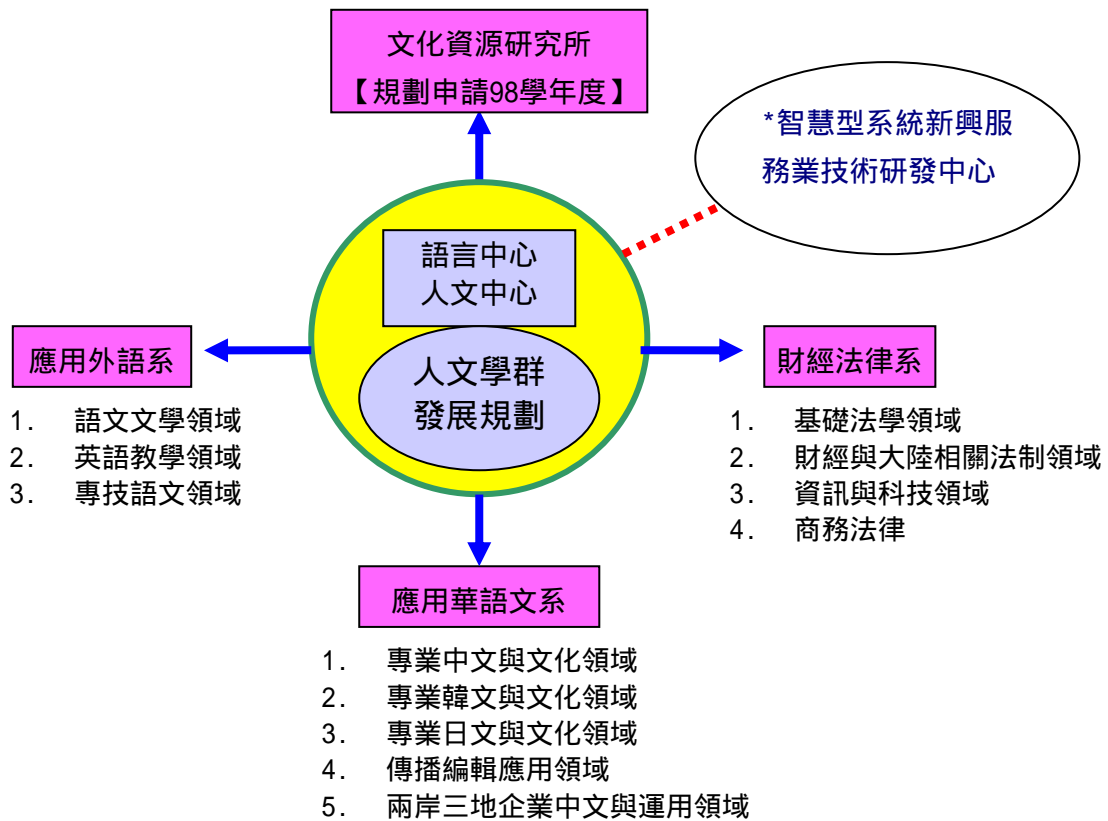 文化資源研究所
【規劃申請98學年度】
*智慧型系統新興服
務業技術研發中心
語言中心
人文中心
人文學群
發展規劃
應用外語系
1. 語文文學領域
2. 英語教學領域
3. 專技語文領域
財經法律系
1. 基礎法學領域
2. 財經與大陸相關法制領域
3. 資訊與科技領域
4. 商務法律
應用華語文系
1. 專業中文與文化領域
2. 專業韓文與文化領域
3. 專業日文與文化領域
4. 傳播編輯應用領域
5. 兩岸三地企業中文與運用領域